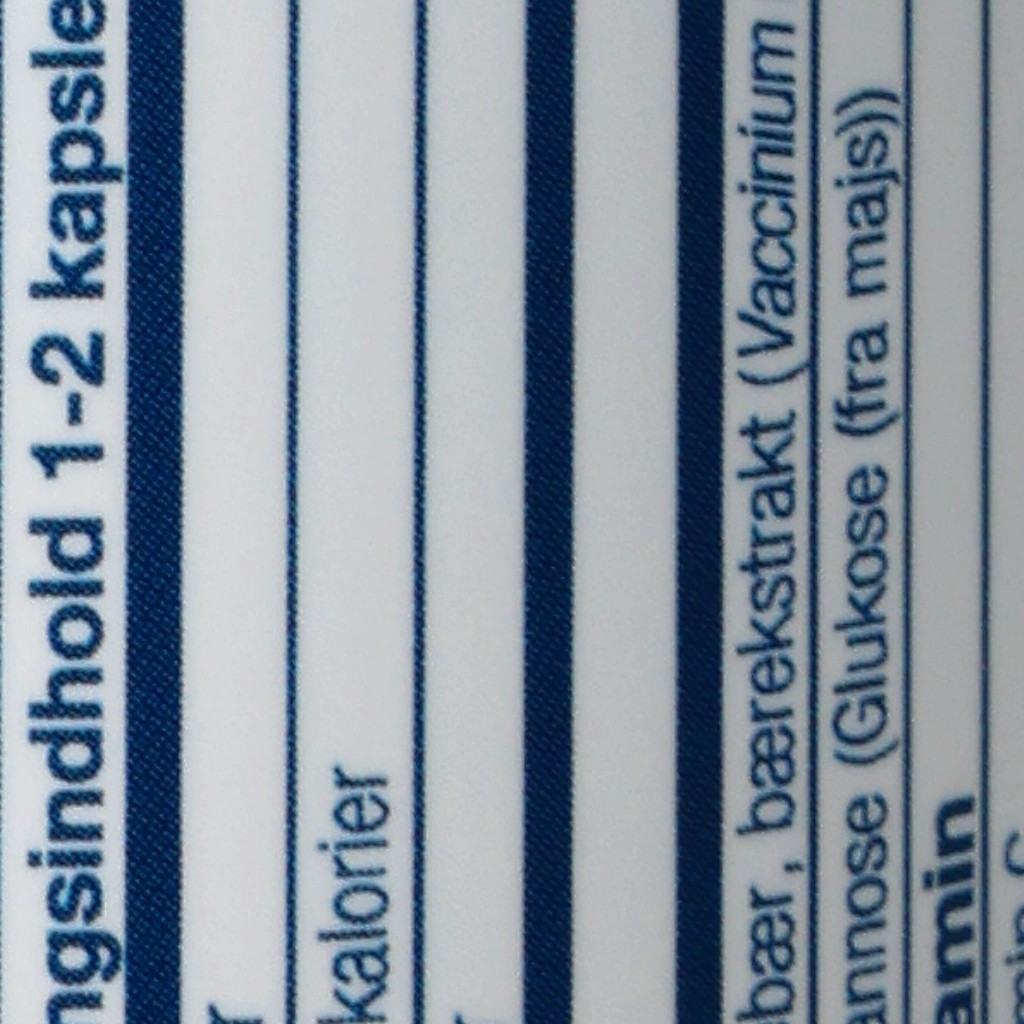 ngsindhold 1-2 kapsle
kalorier
bær, bærekstrakt (Vaccinium
annose (Glukose (fra majs))
amin